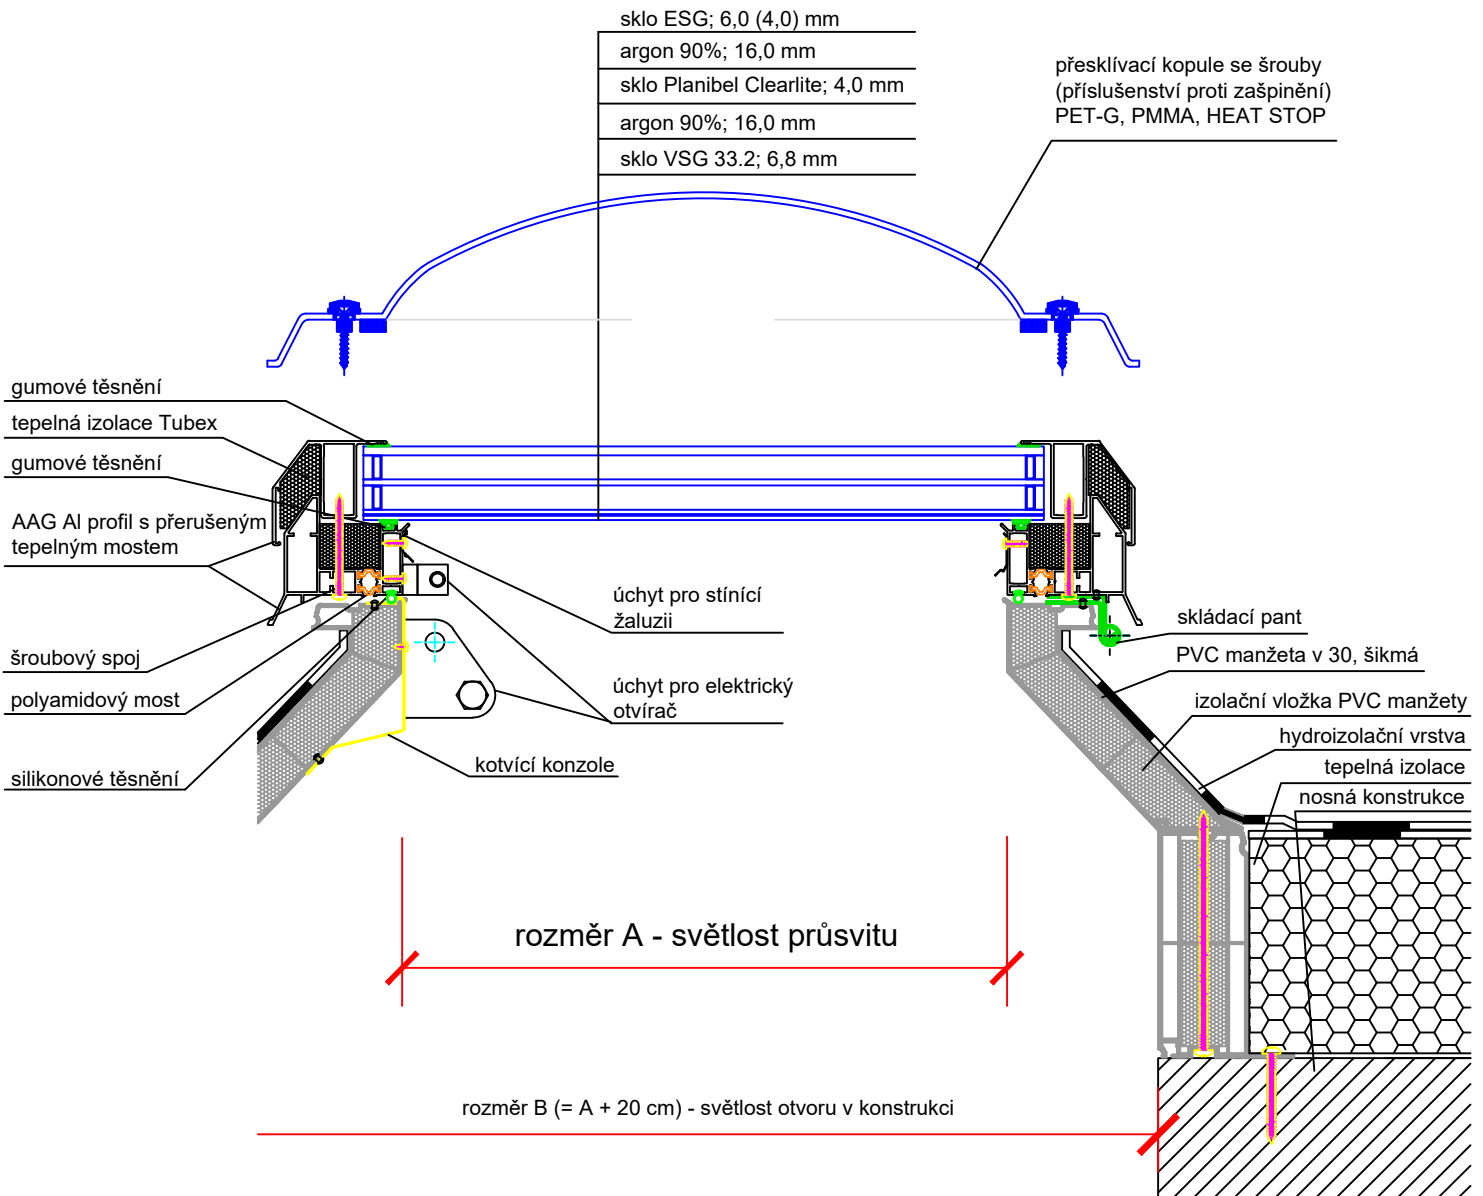 sklo ESG; 6,0 (4,0) mm
argon 90%; 16,0 mm
sklo Planibel Clearlite; 4,0 mm
argon 90%; 16,0 mm
sklo VSG 33.2; 6,8 mm
přesklívací kopule se šrouby
(příslušenství proti zašpinění)
PET-G, PMMA, HEAT STOP
gumové těsnění
tepelná izolace Tubex
gumové těsnění
AAG Al profil s přerušeným
tepelným mostem
šroubový spoj
polyamidový most
silikonové těsnění
úchyt pro stínící
žaluzii
úchyt pro elektrický
otvírač
kotvící konzole
skládací pant
PVC manžeta v 30, šikmá
izolační vložka PVC manžety
hydroizolační vrstva
tepelná izolace
nosná konstrukce
rozměr A - světlost průsvitu
rozměr B (= A + 20 cm) - světlost otvoru v konstrukci